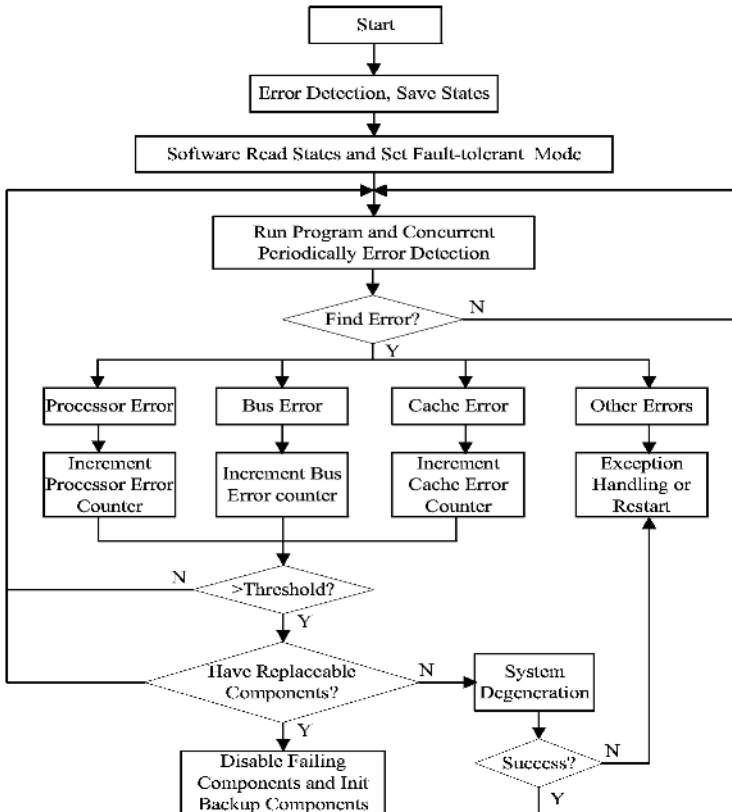 Start
Error Detection, Save States
Software Read States and Set Fault-tolerant Mode
Run Program and Concurrent
Periodically Error Detection
Find Error?
N
Y
Processor Error
Bus Error
Cache Error
Other Errors
Increment
Processor Error
Counter
Increment Bus
Error counter
Increment
Cache Error
Counter
Exception
Handling or
Restart
N
>Threshold?
Y
Have Replaceable
Components?
N
System
Degeneration
Y
Disable Failing
Components and Init
Backup Components
Success?
N
Y